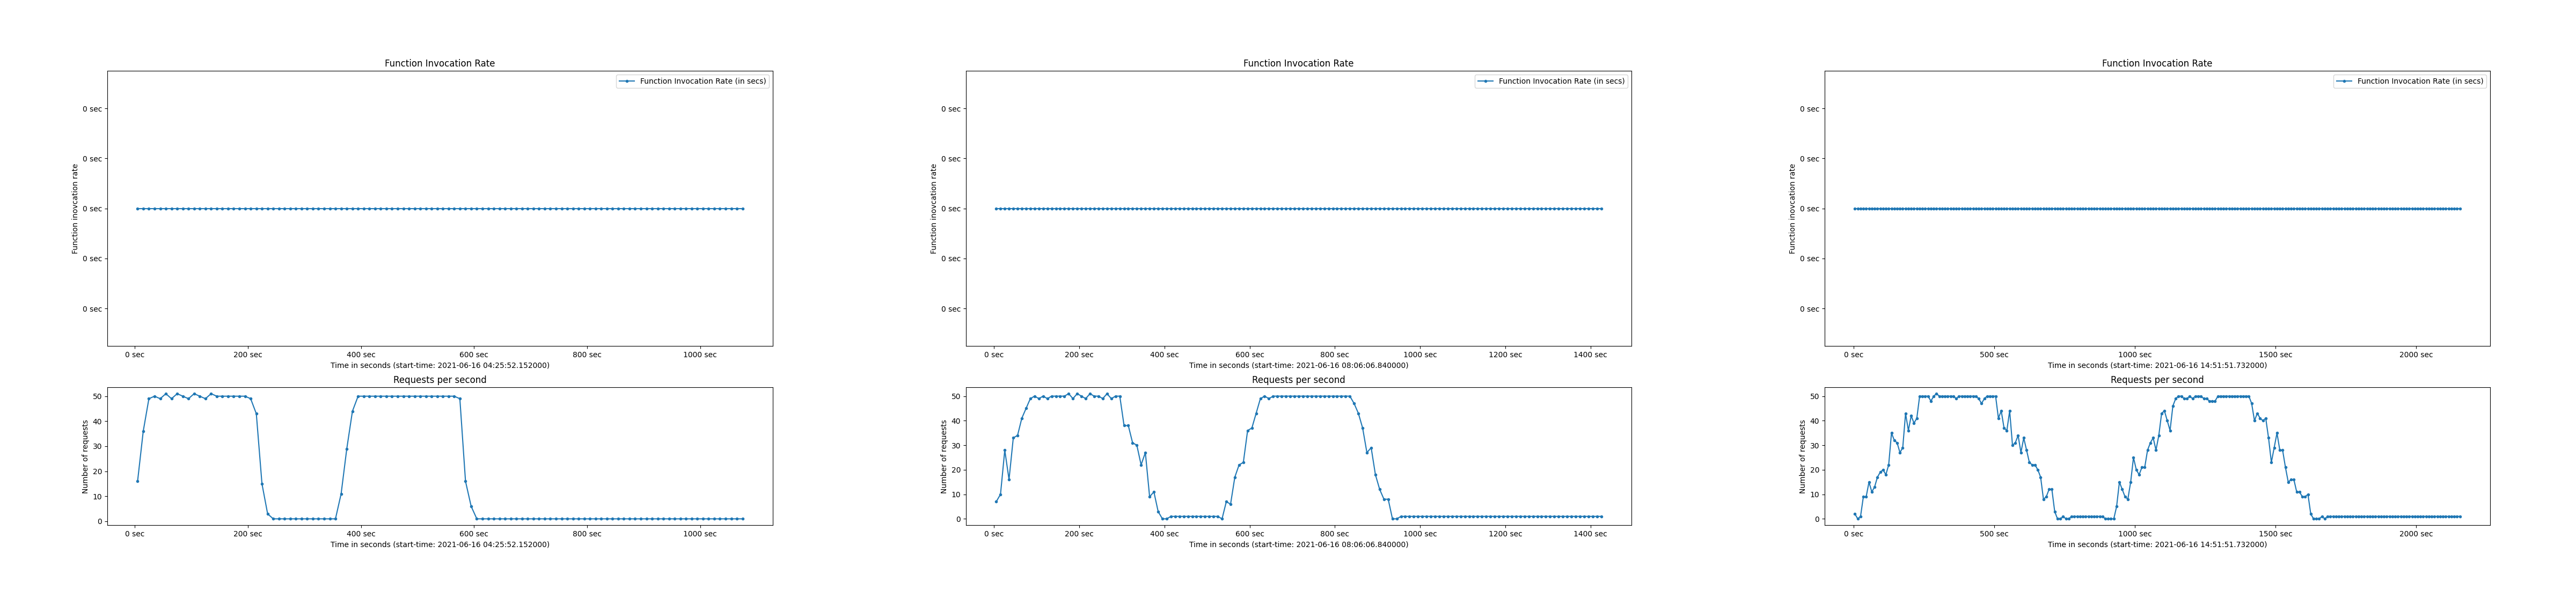 Function Invocation Rate
Function Invocation Rate (in secs)
Function inovcation rate
0 sec
0 sec
0 sec
0 sec
0 sec
0 sec 200 sec 400 sec 600 sec 800 sec 1000 sec
Time in seconds (start-time: 2021-06-16 04:25:52.152000)
Requests per second
Number of requests
50
40
30
20
10
0
0 sec 200 sec 400 sec 600 sec 800 sec 1000 sec
Time in seconds (start-time: 2021-06-16 04:25:52.152000)
Function Invocation Rate
Function Invocation Rate (in secs)
Function inovcation rate
0 sec
0 sec
0 sec
0 sec
0 sec
0 sec 200 sec 400 sec 600 sec 800 sec 1000 sec 1200 sec 1400 sec
Time in seconds (start-time: 2021-06-16 08:06:06.840000)
Requests per second
Number of requests
50
40
30
20
10
0
0 sec 200 sec 400 sec 600 sec 800 sec 1000 sec 1200 sec 1400 sec
Time in seconds (start-time: 2021-06-16 08:06:06.840000)
Function Invocation Rate
Function Invocation Rate (in secs)
Function inovcation rate
0 sec
0 sec
0 sec
0 sec
0 sec
0 sec 500 sec 1000 sec 1500 sec 2000 sec
Time in seconds (start-time: 2021-06-16 14:51:51.732000)
Requests per second
Number of requests
50
40
30
20
10
0
0 sec 500 sec 1000 sec 1500 sec 2000 sec
Time in seconds (start-time: 2021-06-16 14:51:51.732000)